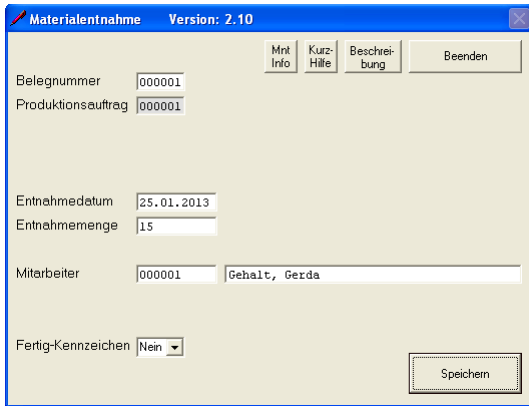 Materialentnahme Version: 2.10
Mnt Info Kurz-Hilfe Beschrei-bung Beenden
Belegnummer 000001
Produktionsauftrag 000001
Entnahmedatum 25.01.2013
Entnahmemenge 15
Mitarbeiter 000001 Gehalt, Gerda
Fertig-Kennzeichen Nein
Speichern